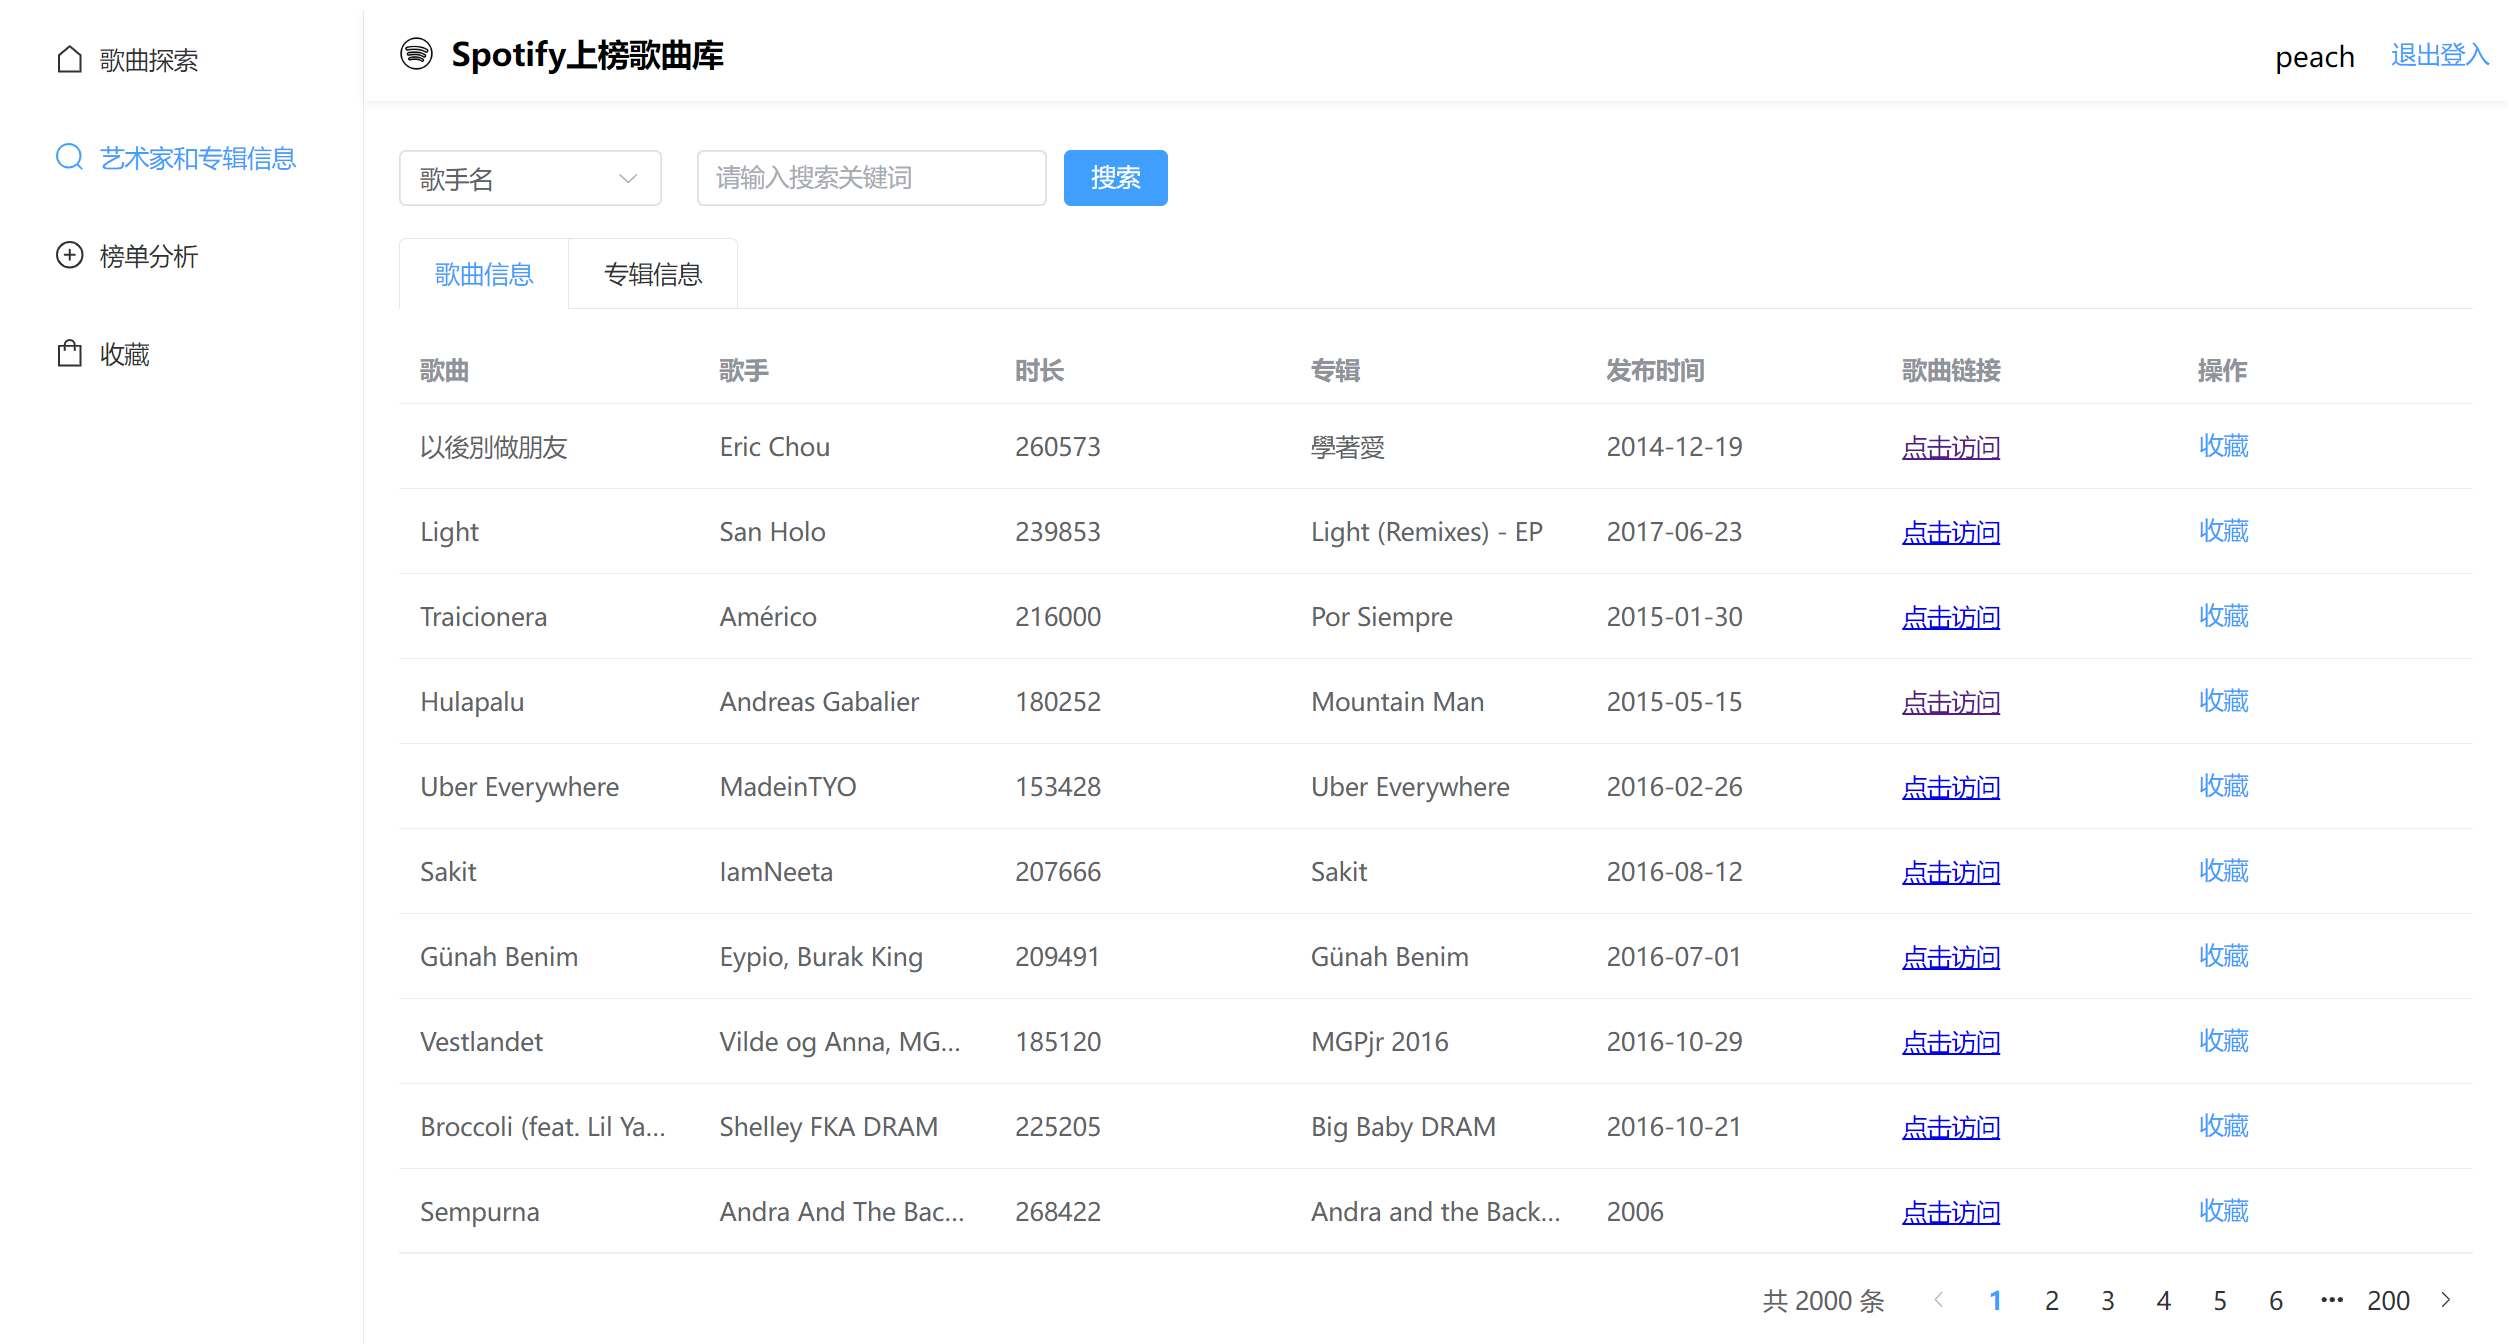 歌曲探索
艺术家和专辑信息
榜单分析
收藏
Spotify上榜歌曲库
peach 退出登入
歌手名 请输入搜索关键词 搜索
歌曲信息 专辑信息
歌曲 歌手 时长 专辑 发布时间 歌曲链接 操作
以後別做朋友 Eric Chou 260573 學著愛 2014-12-19 点击访问 收藏
Light San Holo 239853 Light (Remixes) - EP 2017-06-23 点击访问 收藏
Traicionera Américo 216000 Por Siempre 2015-01-30 点击访问 收藏
Hulapalu Andreas Gabalier 180252 Mountain Man 2015-05-15 点击访问 收藏
Uber Everywhere MadeinTYO 153428 Uber Everywhere 2016-02-26 点击访问 收藏
Sakit IamNeeta 207666 Sakit 2016-08-12 点击访问 收藏
Günah Benim Eypio, Burak King 209491 Günah Benim 2016-07-01 点击访问 收藏
Vestlandet Vilde og Anna, MG... 185120 MGPjr 2016 2016-10-29 点击访问 收藏
Broccoli (feat. Lil Ya... Shelley FKA DRAM 225205 Big Baby DRAM 2016-10-21 点击访问 收藏
Sempurna Andra And The Bac... 268422 Andra and the Back... 2006 点击访问 收藏
共 2000 条 1 2 3 4 5 6 ... 200